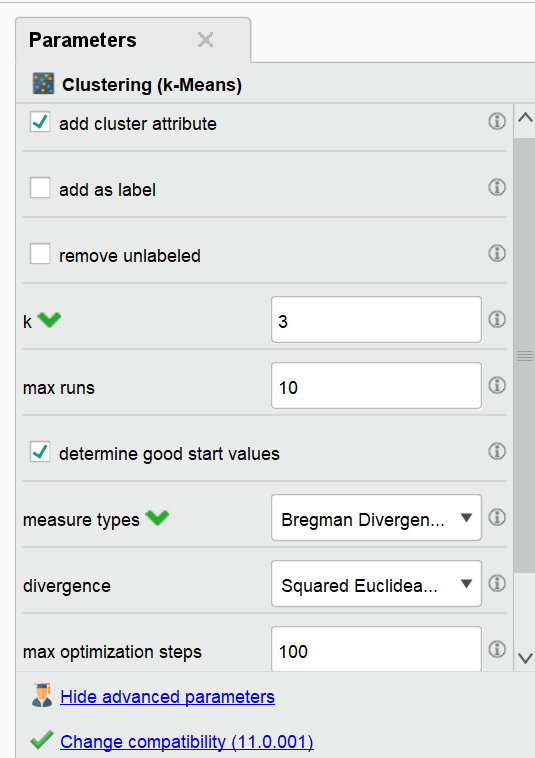 Parameters
Clustering (k-Means)
add cluster attribute
add as label
remove unlabeled
k 3
max runs 10
determine good start values
measure types Bregman Divergen...
divergence Squared Euclidea...
max optimization steps 100
Hide advanced parameters
Change compatibility (11.0.001)